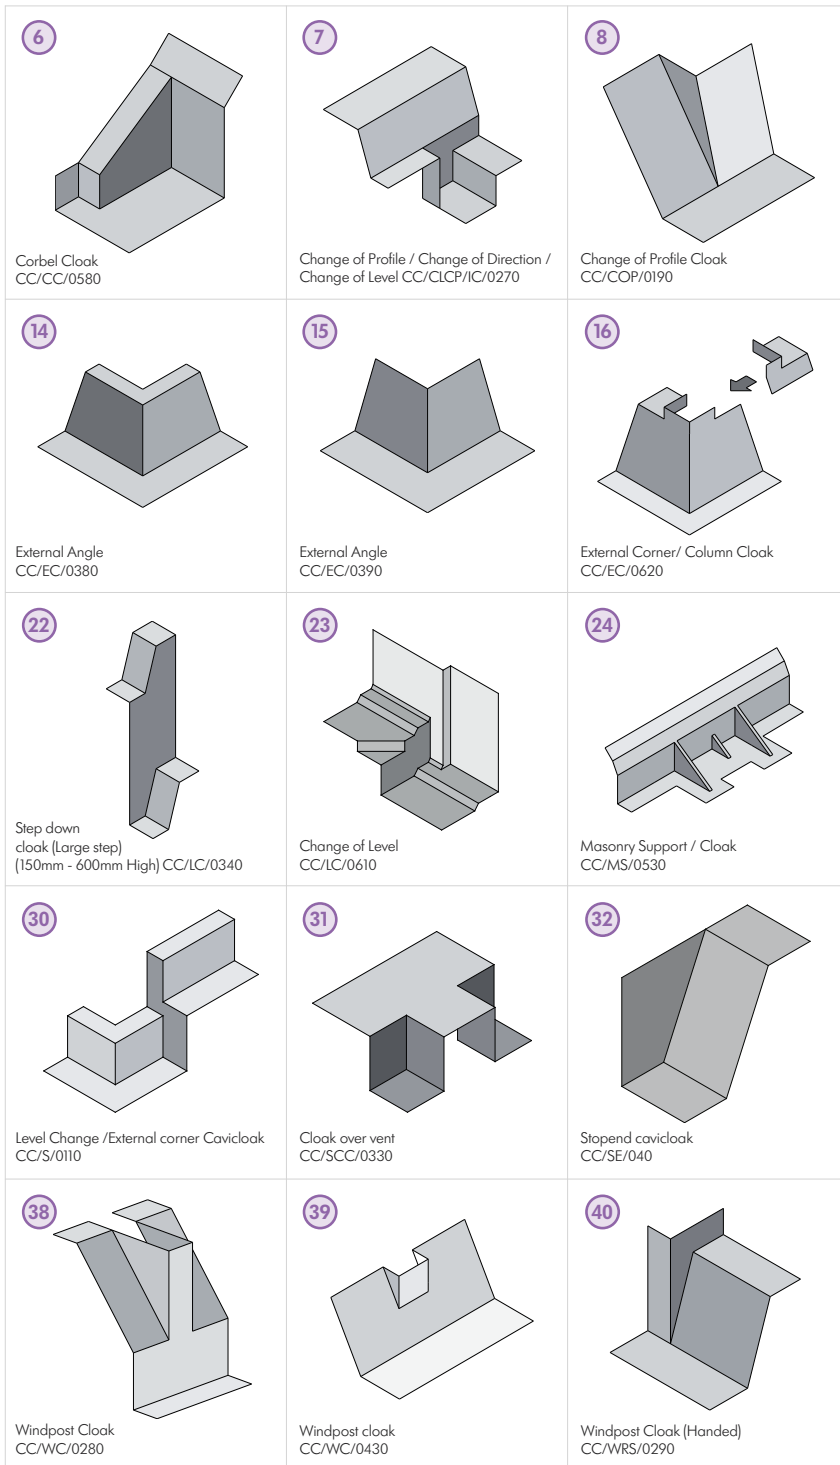 6
Corbel Cloak
CC/CC/0580
7
Change of Profile / Change of Direction /
Change of Level CC/CLCP/IC/0270
8
Change of Profile Cloak
CC/COP/0190
14
External Angle
CC/EC/0380
15
External Angle
CC/EC/0390
16
External Corner/ Column Cloak
CC/EC/0620
22
Step down
cloak (Large step)
(150mm - 600mm High) CC/LC/0340
23
Change of Level
CC/LC/0610
24
Masonry Support / Cloak
CC/MS/0530
30
Level Change /External corner Cavicloak
CC/S/0110
31
Cloak over vent
CC/SCC/0330
32
Stopend cavicloak
CC/SE/040
38
Windpost Cloak
CC/WC/0280
39
Windpost cloak
CC/WC/0430
40
Windpost Cloak (Handed)
CC/WRS/0290